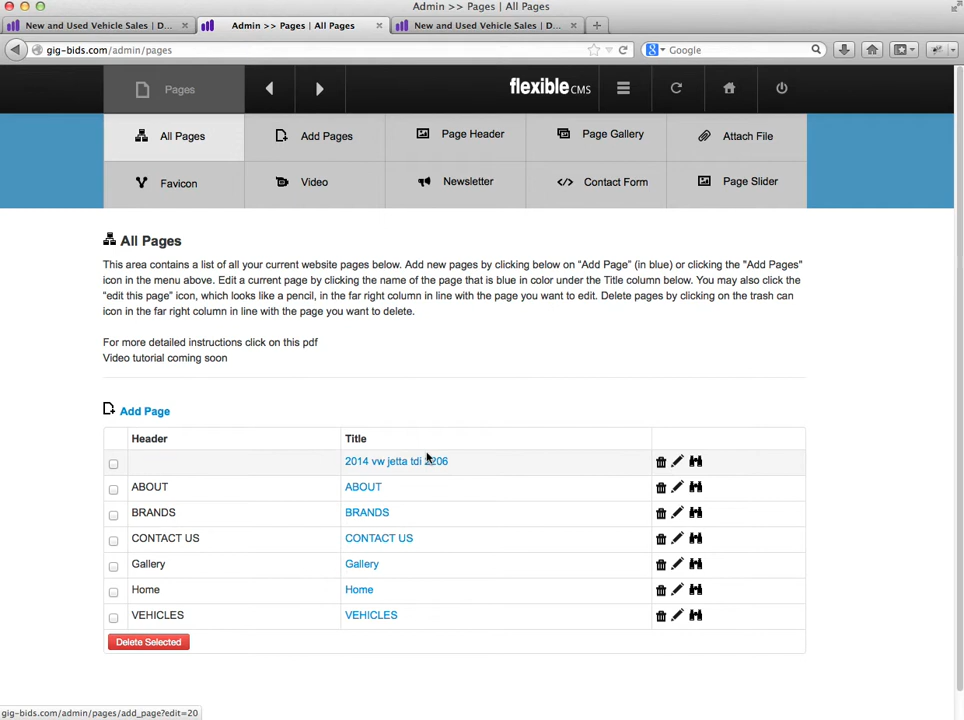 Admin >> Pages | All Pages
New and Used Vehicle Sales | D...
Admin >> Pages | All Pages
New and Used Vehicle Sales | D...
gig-bids.com/admin/pages
Google
Pages
flexible CMS
All Pages
Add Pages
Page Header
Page Gallery
Attach File
Favicon
Video
Newsletter
Contact Form
Page Slider
All Pages
This area contains a list of all your current website pages below. Add new pages by clicking below on “Add Page” (in blue) or clicking the "Add Pages"
icon in the menu above. Edit a current page by clicking the name of the page that is blue in color under the Title column below. You may also click the
"edit this page" icon, which looks like a pencil, in the far right column in line with the page you want to edit. Delete pages by clicking on the trash can
icon in the far right column in line with the page you want to delete.
For more detailed instructions click on this pdf
Video tutorial coming soon
Add Page
Header Title
2014 vw jetta tdi 2206
ABOUT ABOUT
BRANDS BRANDS
CONTACT US CONTACT US
Gallery Gallery
Home Home
VEHICLES VEHICLES
Delete Selected
gig-bids.com/admin/pages/add_page?edit=20